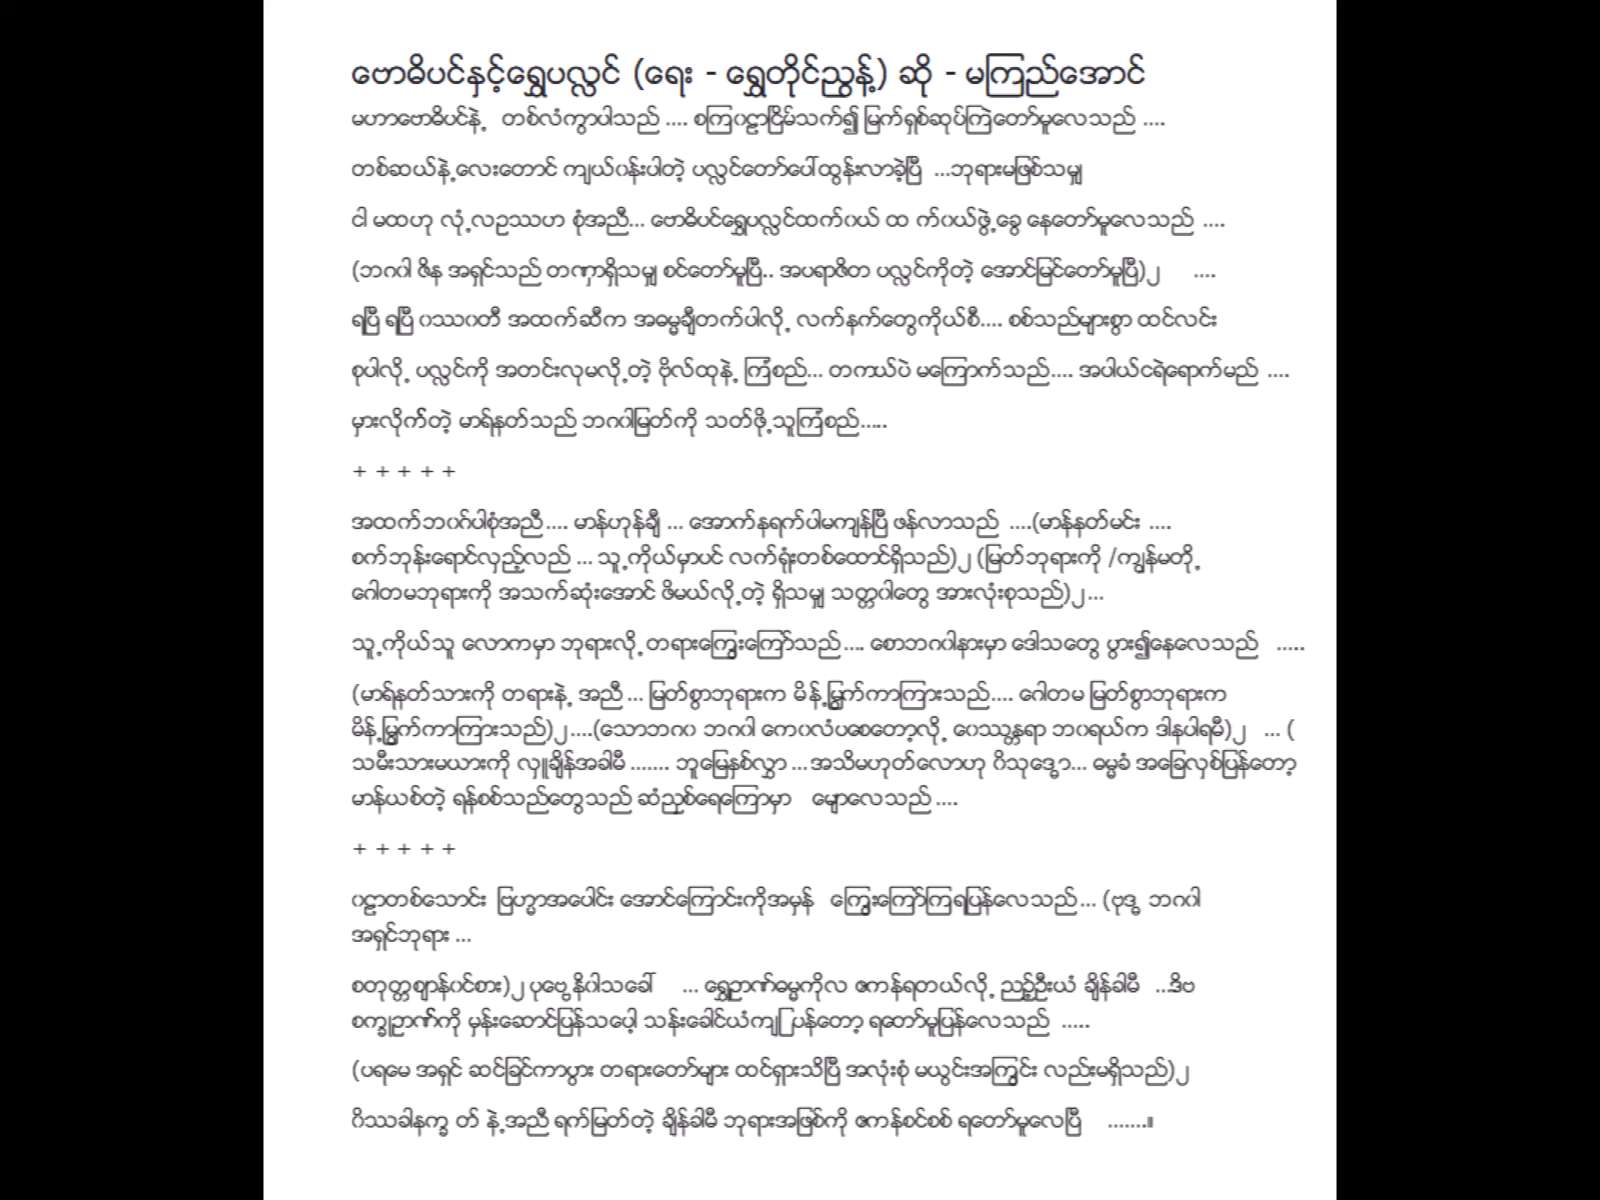 ဗောဓိပင်နှင့်ရွှေပလ္လင် (ရေး - ရွှေတိုင်ညွန့်) ဆို - မကြည်အောင်
မဟာဗောဓိပင်နဲ့ တစ်လံကွာပါသည် .... စကြ၀ဠာငြိမ်သက်၍ မြက်ရှစ်ဆုပ်ကြဲတော်မူလေသည် ....
တစ်ဆယ်နဲ့လေးတောင် ကျယ်၀န်းပါတဲ့ ပလ္လင်တော်ပေါ်ထွန်းလာခဲ့ပြီ ...ဘုရားမဖြစ်သမျှ
ငါ မထဟု လုံ့လဥဿဟ စုံအညီ... ဗောဓိပင်ရွှေပလ္လင်ထက်၀ယ် ထ က်၀ယ်ဖွဲ့ခွေ နေတော်မူလေသည် ....
(ဘဂ၀ါ ဇိန အရှင်သည် တဏှာရှိသမျှ စင်တော်မူပြီ.. အပရာဇိတ ပလ္လင်ကိုတဲ့ အောင်မြင်တော်မူပြီ)၂ ....
ရပြီ ရပြီ ၀ဿ၀တီ အထက်ဆီက အဓမ္မချီတက်ပါလို့ လက်နက်တွေကိုယ်စီ.... စစ်သည်များစွာ ထင်လင်း
စုပါလို့ ပလ္လင်ကို အတင်းလုမလို့တဲ့ ဗိုလ်ထုနဲ့ ကြံစည်... တကယ်ပဲ မကြောက်သည်.... အပါယ်ငရဲရောက်မည် ....
မှားလိုက်တဲ့ မာရ်နတ်သည် ဘဂ၀ါမြတ်ကို သတ်ဖို့သူကြံစည်.....
+ + + + +
အထက်ဘ၀ဂ်ပါစုံအညီ.... မာန်ဟုန်ချီ ... အောက်နရက်ပါမကျန်ပြီ ဖန်လာသည် ....(မာန်နတ်မင်း ....
စက်ဘုန်းရောင်လှည့်လည် ... သူ့ကိုယ်မှာပင် လက်ရုံးတစ်ထောင်ရှိသည်)၂ (မြတ်ဘုရားကို /ကျွန်မတို့
ဂေါတမဘုရားကို အသက်ဆုံးအောင် ဇိမယ်လို့တဲ့ ရှိသမျှ သတ္တ၀ါတွေ အားလုံးစုသည်)၂...
သူ့ကိုယ်သူ လောကမှာ ဘုရားလို့ တရားကြွေးကြော်သည်.... စောဘဂ၀ါနားမှာ ဒေါသတွေ ပွား၍နေလေသည် .....
(မာရ်နတ်သားကို တရားနဲ့ အညီ ... မြတ်စွာဘုရားက မိန့်မြွက်ကာကြားသည်.... ဂေါတမ မြတ်စွာဘုရားက
မိန့်မြွက်ကာကြားသည်)၂....(သောဘဂ၀ ဘဂ၀ါ ကေ၀လံပစေတော့လို့ ဝေဿန္တရာ ဘ၀ရယ်က ဒါနပါရမီ)၂ ... (
သမီးသားမယားကို လှူချိန်အခါမီ ....... ဘူမြေနှစ်လွှာ ...အသိမဟုတ်လောဟု ဝိသုဒ္ဓေါ... ဓမ္မခံ အခြေလှစ်ပြန်တော့
မာန်ယစ်တဲ့ ရန်စစ်သည်တွေသည် ဆံညှစ်ရေကြောမှာ မျောလေသည် ....
+ + + + +
၀ဠာတစ်သောင်း ဗြဟ္မာအပေါင်း အောင်ကြောင်းကိုအမှန် ကြွေးကြော်ကြရပြန်လေသည်... (ဗုဒ္ဓ ဘဂ၀ါ
အရှင်ဘုရား ...
စတုတ္တဈာန်၀င်စား)၂ ပုဗ္ဗေနိဝါသခေါ် ... ရွှေဉာဏ်ဓမ္မကိုလ ဧကန်ရတယ်လို့ ညဉ့်ဦးယံ ချိန်ခါမီ ...ဒိဗ
စက္ခုဉာဏ်ကို မှန်းဆောင်ပြန်သပေါ့ သန်းခေါင်ယံကျပြန်တော့ ရတော်မူပြန်လေသည် .....
(ပရမေ အရှင် ဆင်ခြင်ကာပွား တရားတော်များ ထင်ရှားသိပြီ အလုံးစုံ မယွင်းအကြွင်း လည်းမရှိသည်)၂
ဝိဿခါနက္ခ တ် နဲ့အညီ ရက်မြတ်တဲ့ ချိန်ခါမီ ဘုရားအဖြစ်ကို ဧကန်စင်စစ် ရတော်မူလေပြီ .......။